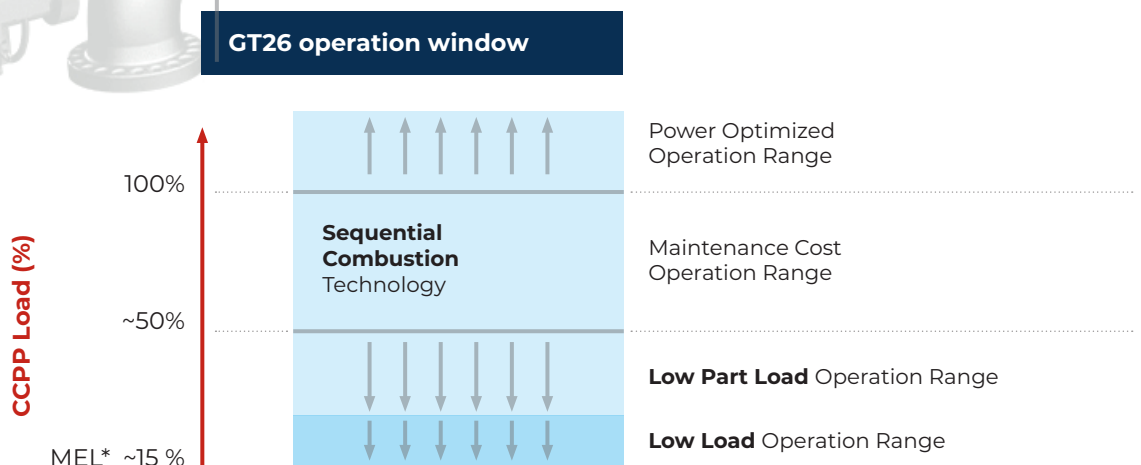 GT26 operation window
Power Optimized
Operation Range
100%
Sequential
Combustion
Technology
Maintenance Cost
Operation Range
CCPP Load (%)
~50%
Low Part Load Operation Range
Low Load Operation Range
MEL* ~15 %